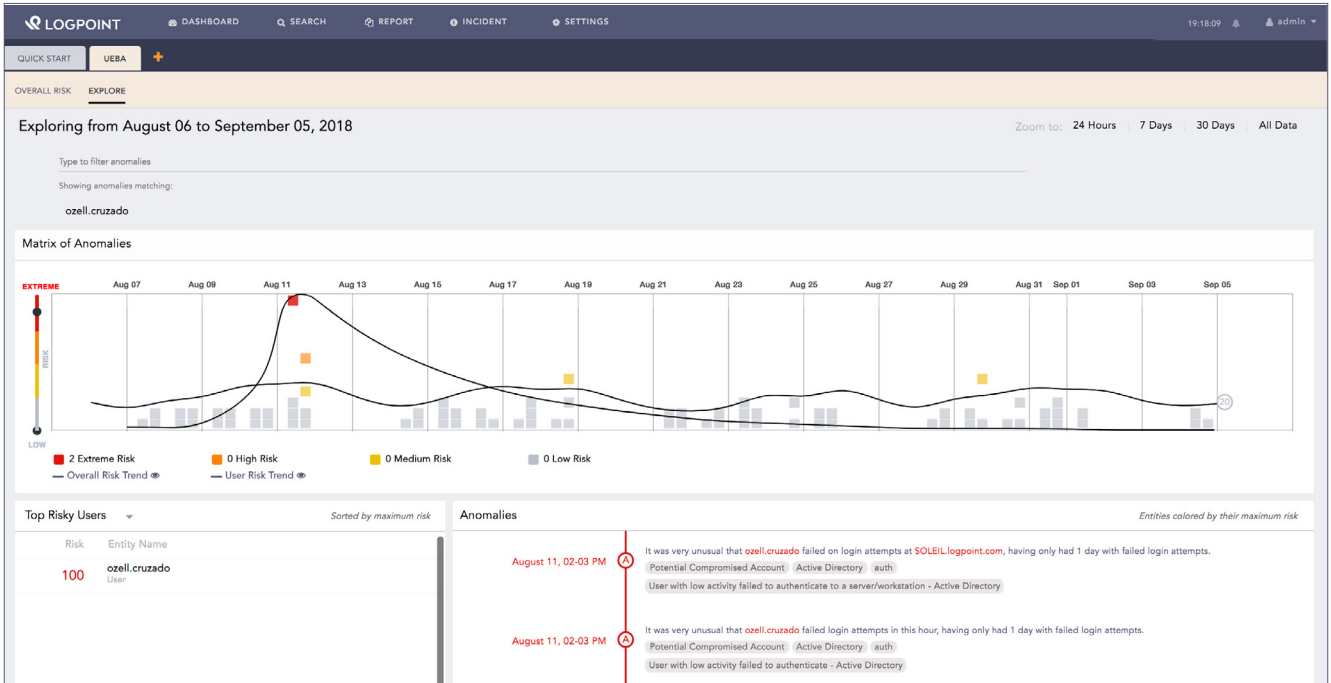 LOGPOINT DASHBOARD SEARCH REPORT INCIDENT SETTINGS 19:18:09 admin
QUICK START UEBA
OVERALL RISK EXPLORE
Exploring from August 06 to September 05, 2018 Zoom to: 24 Hours 7 Days 30 Days All Data
Type to filter anomalies
Showing anomalies matching:
ozell.cruzado
Matrix of Anomalies
EXTREME Aug 07 Aug 09 Aug 11 Aug 13 Aug 15 Aug 17 Aug 19 Aug 21 Aug 23 Aug 25 Aug 27 Aug 29 Aug 31 Sep 01 Sep 03 Sep 05
RISK
20
LOW
2 Extreme Risk 0 High Risk 0 Medium Risk 0 Low Risk
Overall Risk Trend User Risk Trend
Top Risky Users Sorted by maximum risk
Risk Entity Name
100 ozell.cruzado
User
Anomalies Entities colored by their maximum risk
August 11, 02-03 PM A It was very unusual that ozell.cruzado failed on login attempts at SOLEIL.logpoint.com, having only had 1 day with failed login attempts.
Potential Compromised Account Active Directory auth
User with low activity failed to authenticate to a server/workstation - Active Directory
August 11, 02-03 PM A It was very unusual that ozell.cruzado failed login attempts in this hour, having only had 1 day with failed login attempts.
Potential Compromised Account Active Directory auth
User with low activity failed to authenticate - Active Directory